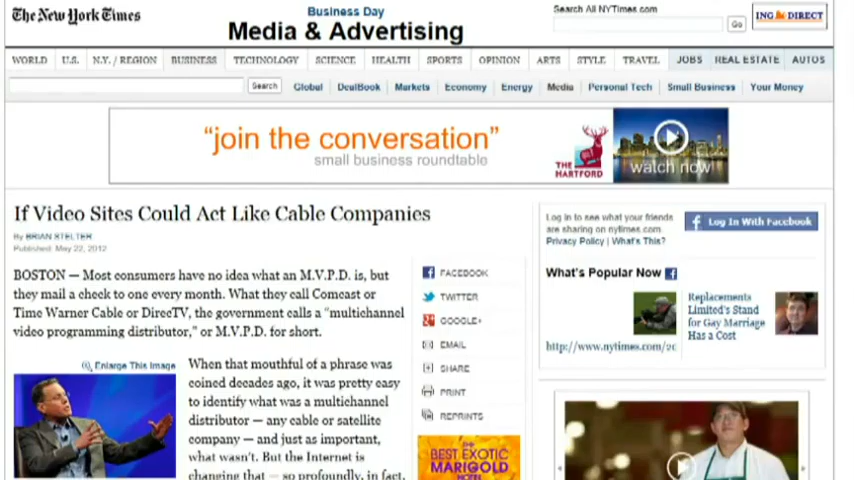 The New York Times
Business Day
Media & Advertising
Search All NYTimes.com
Go
ING DIRECT
WORLD U.S. N.Y. / REGION BUSINESS TECHNOLOGY SCIENCE HEALTH SPORTS OPINION ARTS STYLE TRAVEL JOBS REAL ESTATE AUTOS
Search Global DealBook Markets Economy Energy Media Personal Tech Small Business Your Money
"join the conversation"
small business roundtable
THE
HARTFORD
watch now!
If Video Sites Could Act Like Cable Companies
By BRIAN STELTER
Published: May 22, 2012
BOSTON — Most consumers have no idea what an M.V.P.D. is, but
they mail a check to one every month. What they call Comcast or
Time Warner Cable or DirecTV, the government calls a "multichannel
video programming distributor," or M.V.P.D. for short.
Enlarge This Image
When that mouthful of a phrase was
coined decades ago, it was pretty easy
to identify what was a multichannel
distributor — any cable or satellite
company — and just as important,
what wasn't. But the Internet is
changing that — so profoundly, in fact,
FACEBOOK
TWITTER
GOOGLE+
EMAIL
SHARE
PRINT
REPRINTS
THE
BEST EXOTIC
MARIGOLD
HOTEL
Log in to see what your friends
are sharing on nytimes.com.
Privacy Policy | What's This?
Log In With Facebook
What's Popular Now
Replacements
Limited's Stand
for Gay Marriage
Has a Cost
http://www.nytimes.com/20